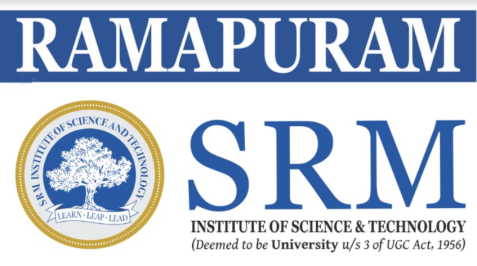 RAMAPURAM
SRM INSTITUTE OF SCIENCE AND TECHNOLOGY
LEARN · LEAP · LEAD
SRM
INSTITUTE OF SCIENCE & TECHNOLOGY
(Deemed to be University u/s 3 of UGC Act, 1956)